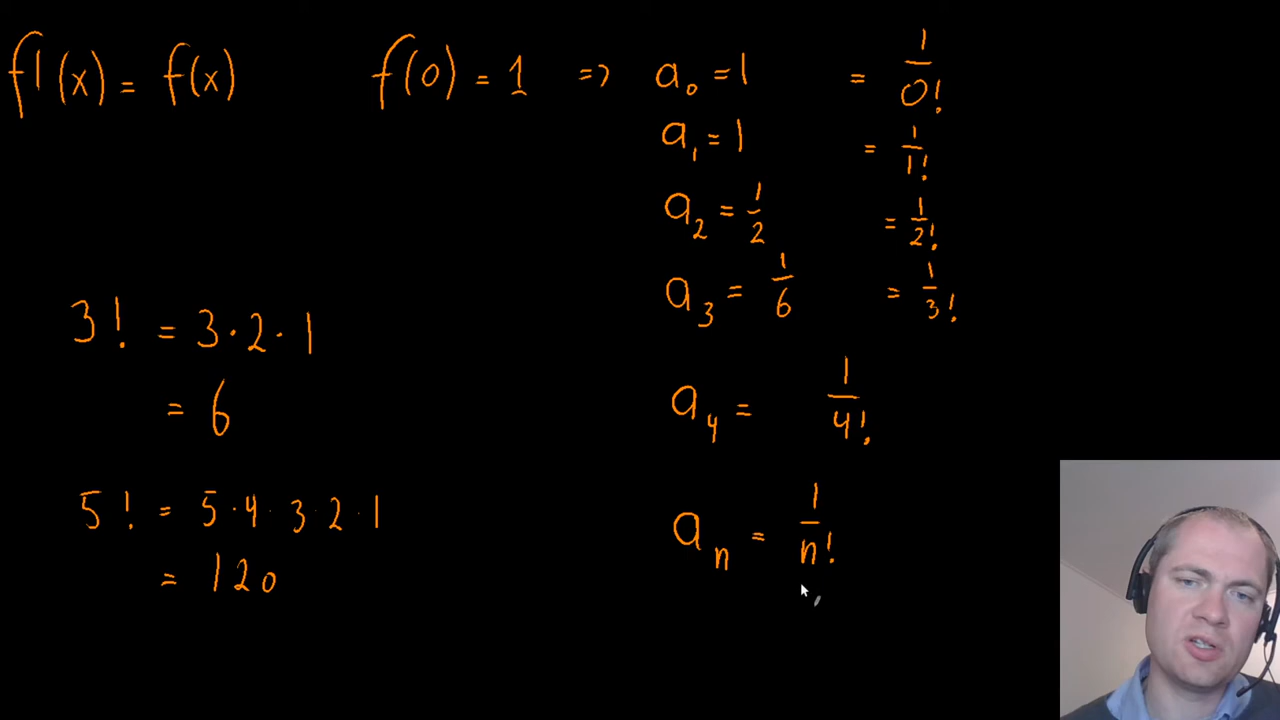 f'(x) = f(x)    f(0) = 1 => a₀ = 1 = 1/0!
a₁ = 1 = 1/1!
a₂ = 1/2 = 1/2!
a₃ = 1/6 = 1/3!
3! = 3·2·1
= 6
a₄ = 1/4!
5! = 5·4·3·2·1
= 120
aₙ = 1/n!